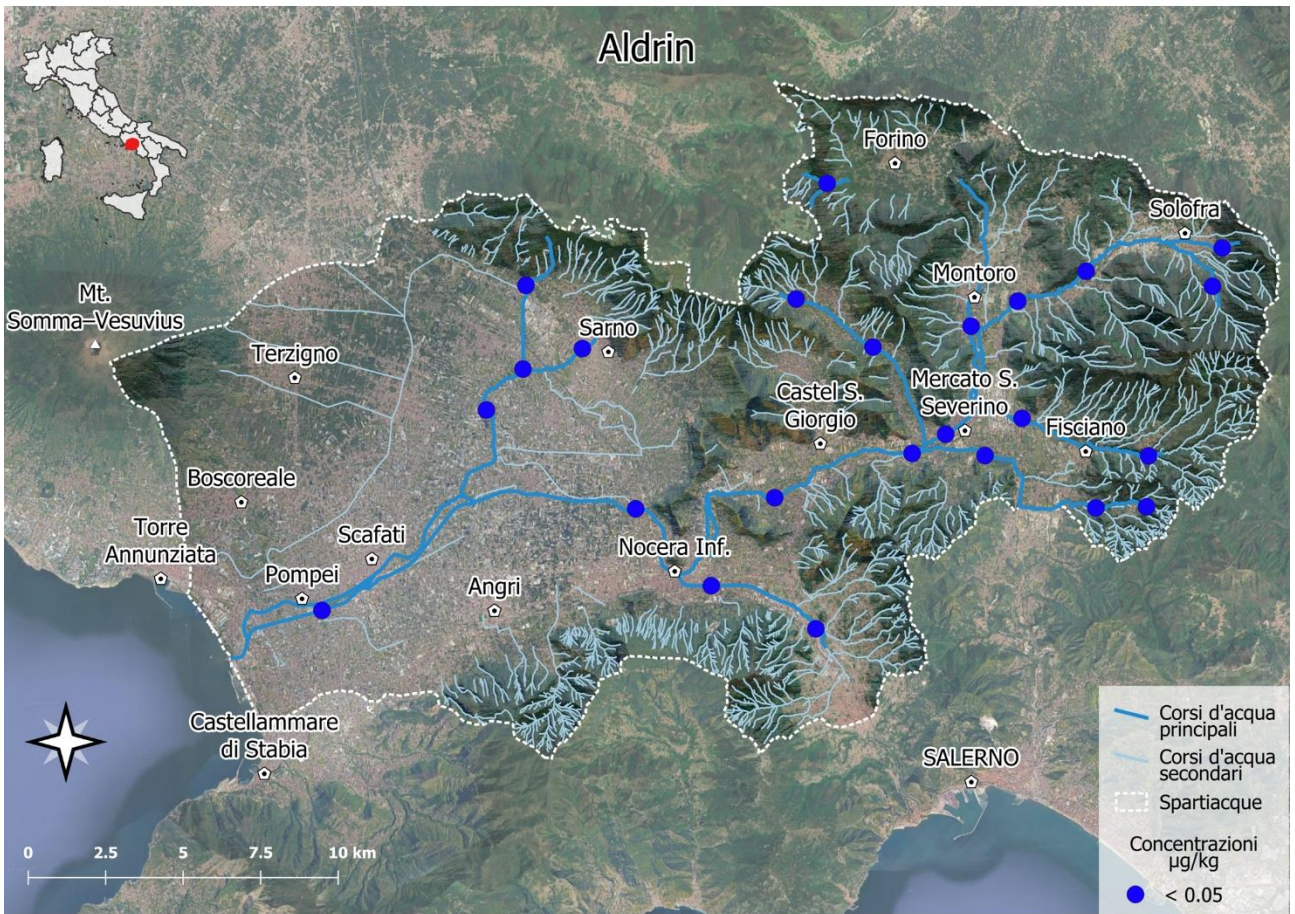 Aldrin
Forino
Solofra
Montoro
Mt.
Somma–Vesuvius
Sarno
Terzigno
Castel S.
Giorgio
Mercato S.
Severino
Fisciano
Boscoreale
Torre
Annunziata
Scafati
Nocera Inf.
Pompei
Angri
Castellammare
di Stabia
SALERNO
0 2.5 5 7.5 10 km
Corsi d'acqua
principali
Corsi d'acqua
secondari
Spartiacque
Concentrazioni
µg/kg
< 0.05